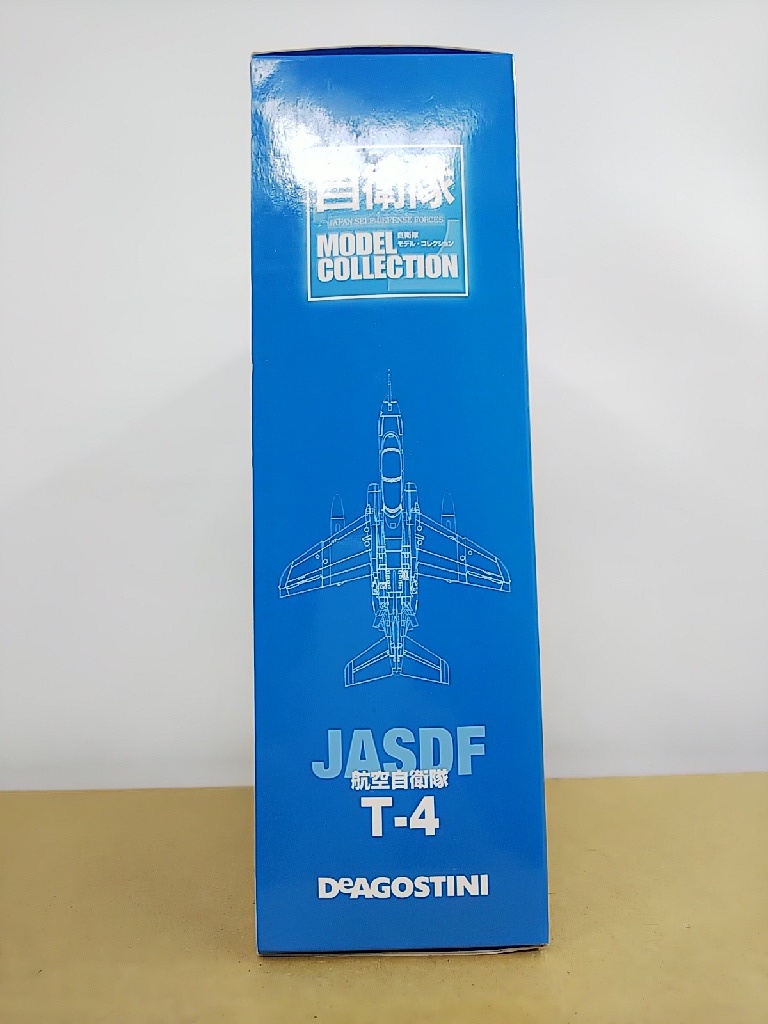 自衛隊
JAPAN SELF-DEFENSE FORCES
MODEL
自衛隊
モデル・コレクション
COLLECTION
JASDF
航空自衛隊
T-4
DeAGOSTINI